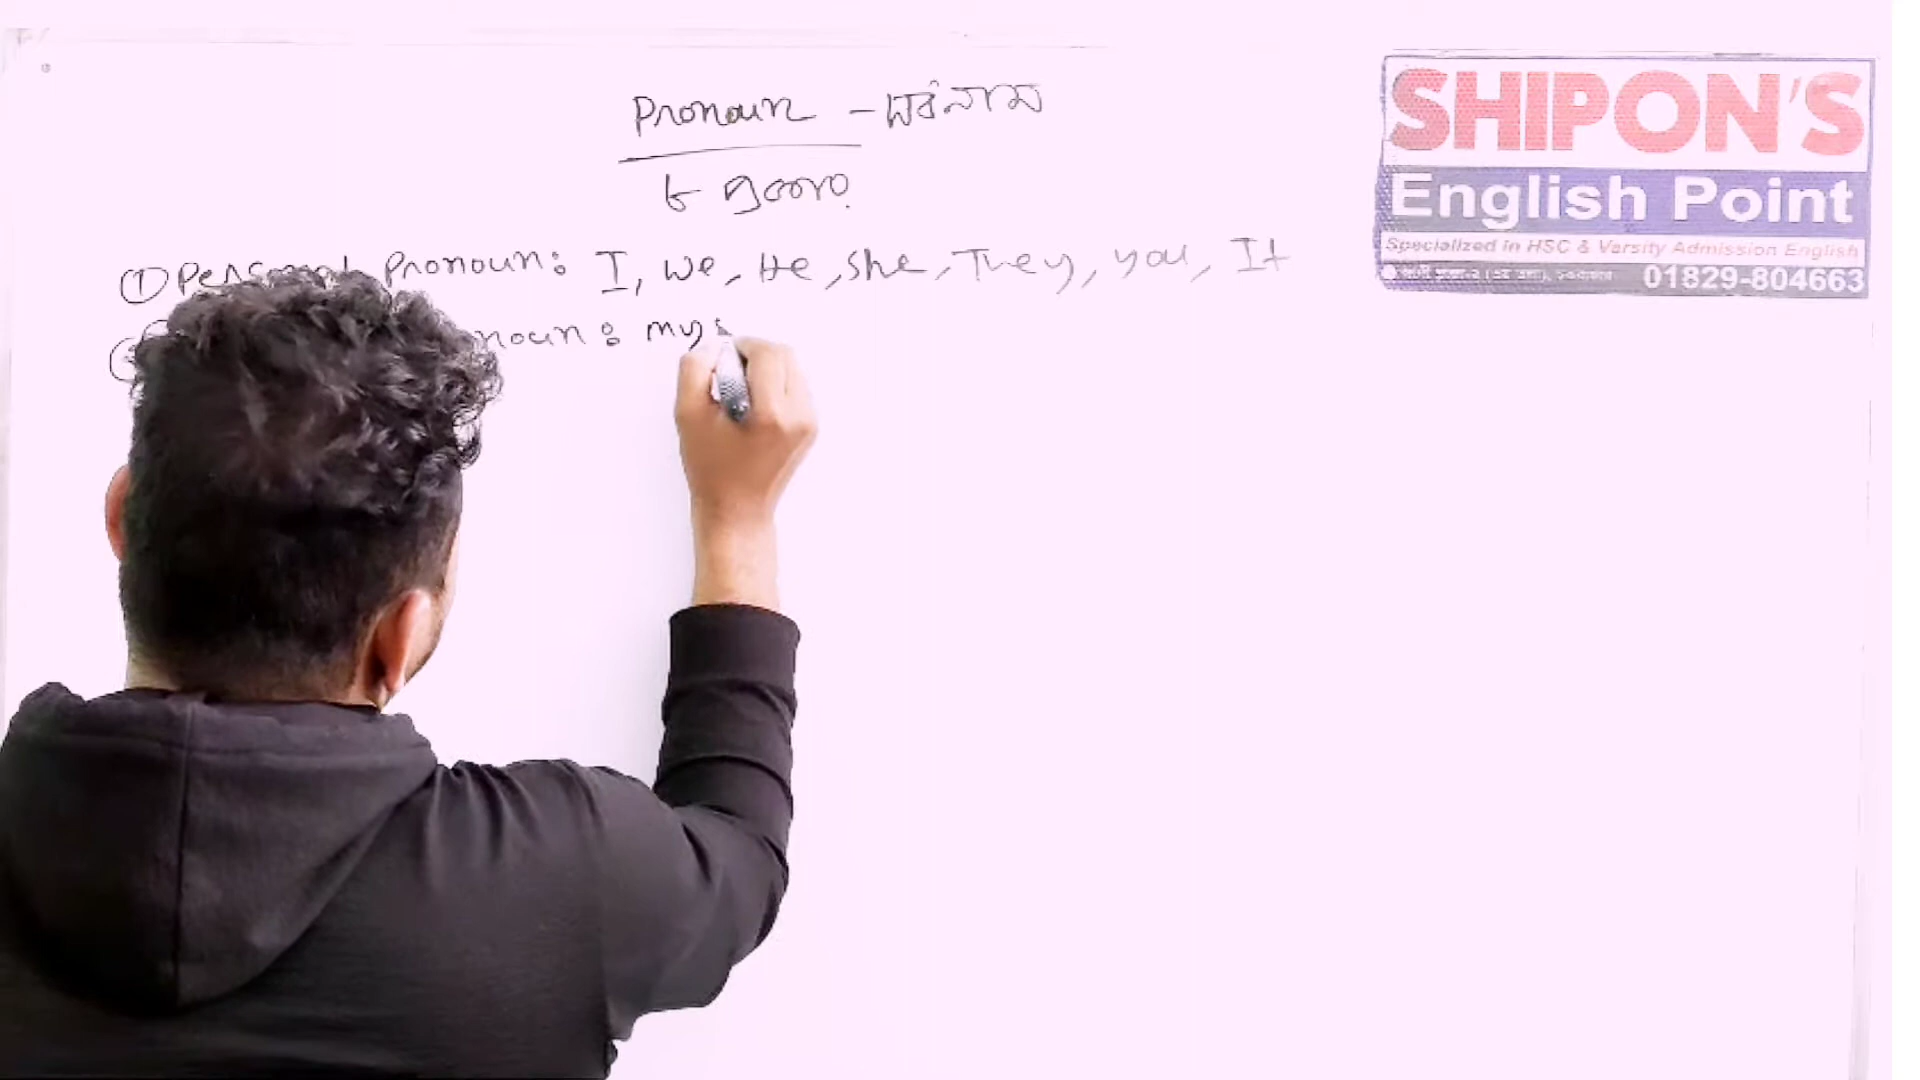 Pronoun - সর্বনাম
৮ প্রকার
① Personal Pronoun: I, we, He, she, They, you, It
noun: mys
SHIPON'S
English Point
Specialized in HSC & Varsity Admission English
01829-804663